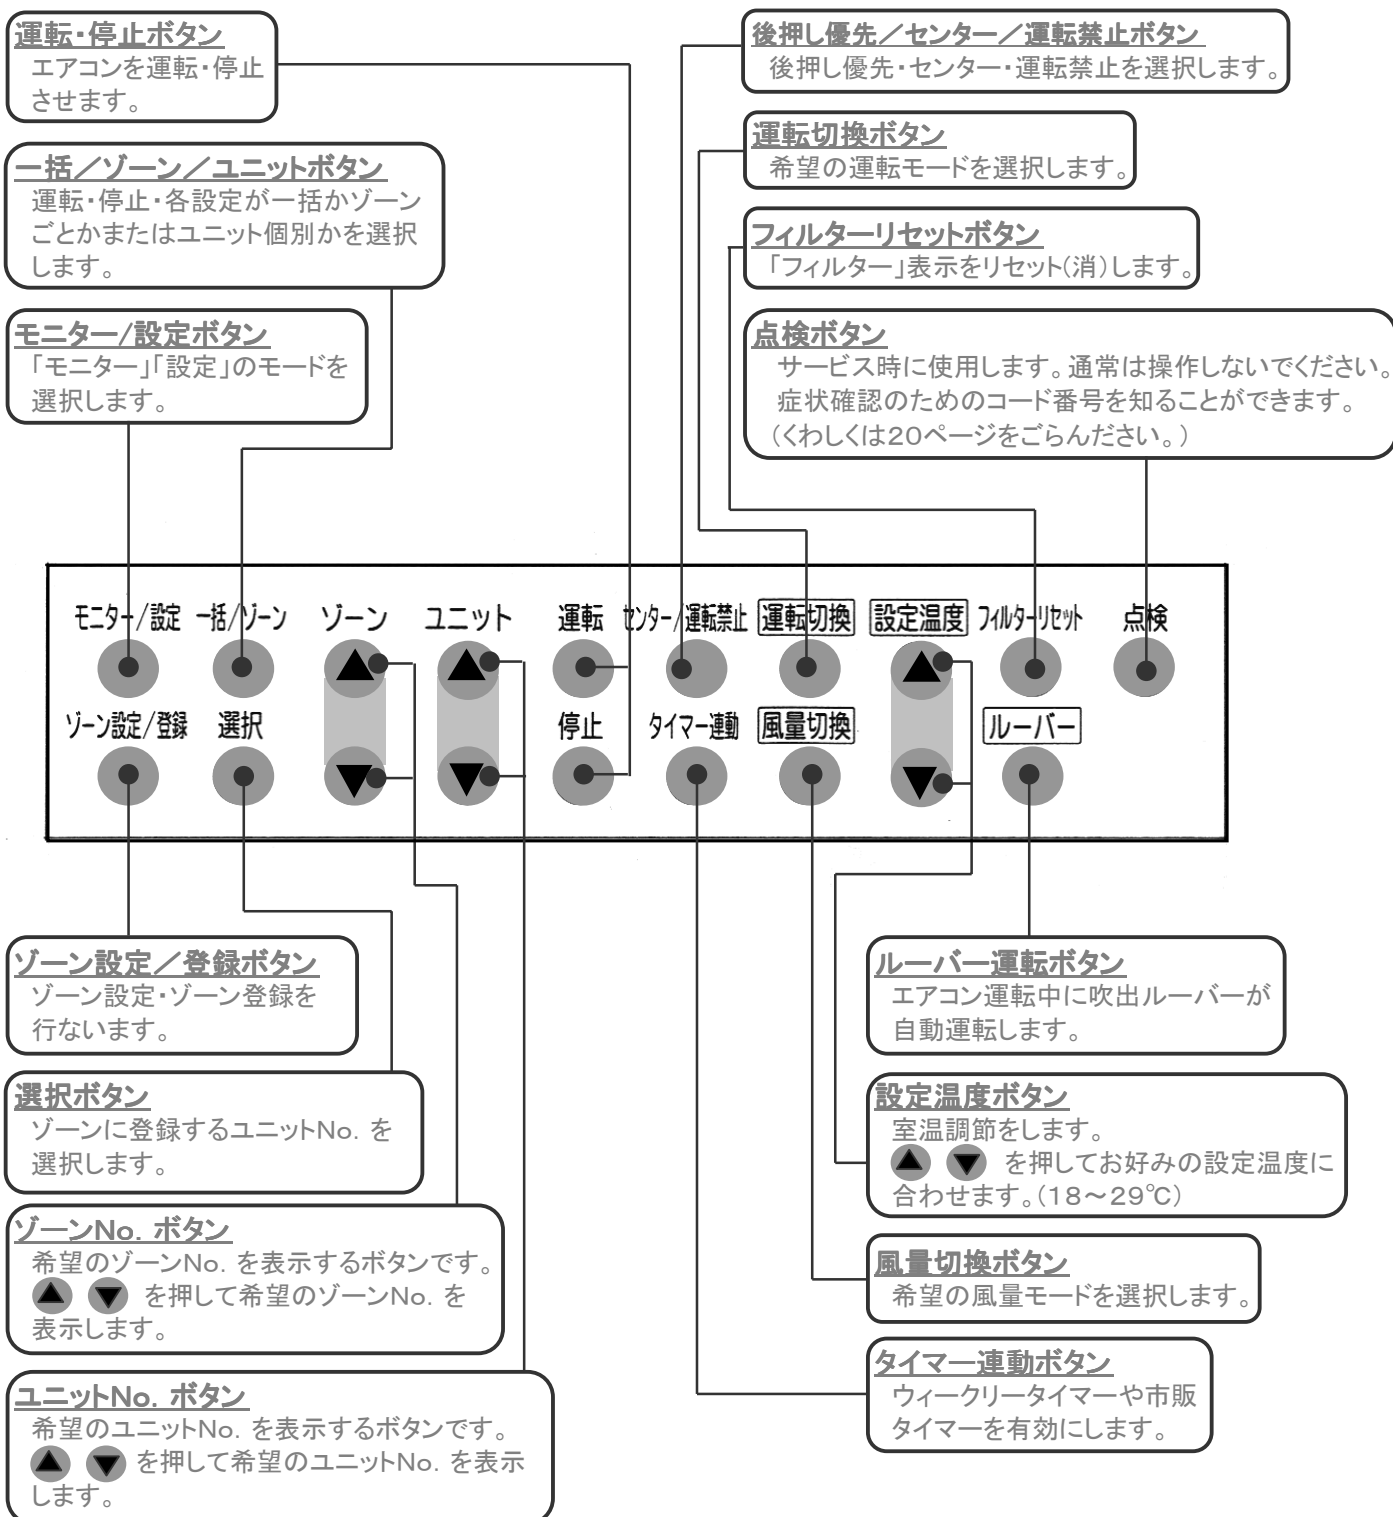 運転・停止ボタン
エアコンを運転・停止
させます。
一括／ゾーン／ユニットボタン
運転・停止・各設定が一括かゾーン
ごとかまたはユニット個別かを選択
します。
モニター/設定ボタン
「モニター」「設定」のモードを
選択します。
後押し優先／センター／運転禁止ボタン
後押し優先・センター・運転禁止を選択します。
運転切換ボタン
希望の運転モードを選択します。
フィルターリセットボタン
「フィルター」表示をリセット(消)します。
点検ボタン
サービス時に使用します。通常は操作しないでください。
症状確認のためのコード番号を知ることができます。
(くわしくは20ページをごらんださい。)
モニター/設定 一括/ゾーン ゾーン ユニット 運転 センター/運転禁止 運転切換 設定温度 フィルターリセット 点検
ゾーン設定/登録 選択 停止 タイマー連動 風量切換 ルーバー
ゾーン設定／登録ボタン
ゾーン設定・ゾーン登録を
行ないます。
選択ボタン
ゾーンに登録するユニットNo. を
選択します。
ゾーンNo. ボタン
希望のゾーンNo. を表示するボタンです。
▲ ▼ を押して希望のゾーンNo. を
表示します。
ユニットNo. ボタン
希望のユニットNo. を表示するボタンです。
▲ ▼ を押して希望のユニットNo. を表示
します。
ルーバー運転ボタン
エアコン運転中に吹出ルーバーが
自動運転します。
設定温度ボタン
室温調節をします。
▲ ▼ を押してお好みの設定温度に
合わせます。(18～29℃)
風量切換ボタン
希望の風量モードを選択します。
タイマー連動ボタン
ウィークリータイマーや市販
タイマーを有効にします。